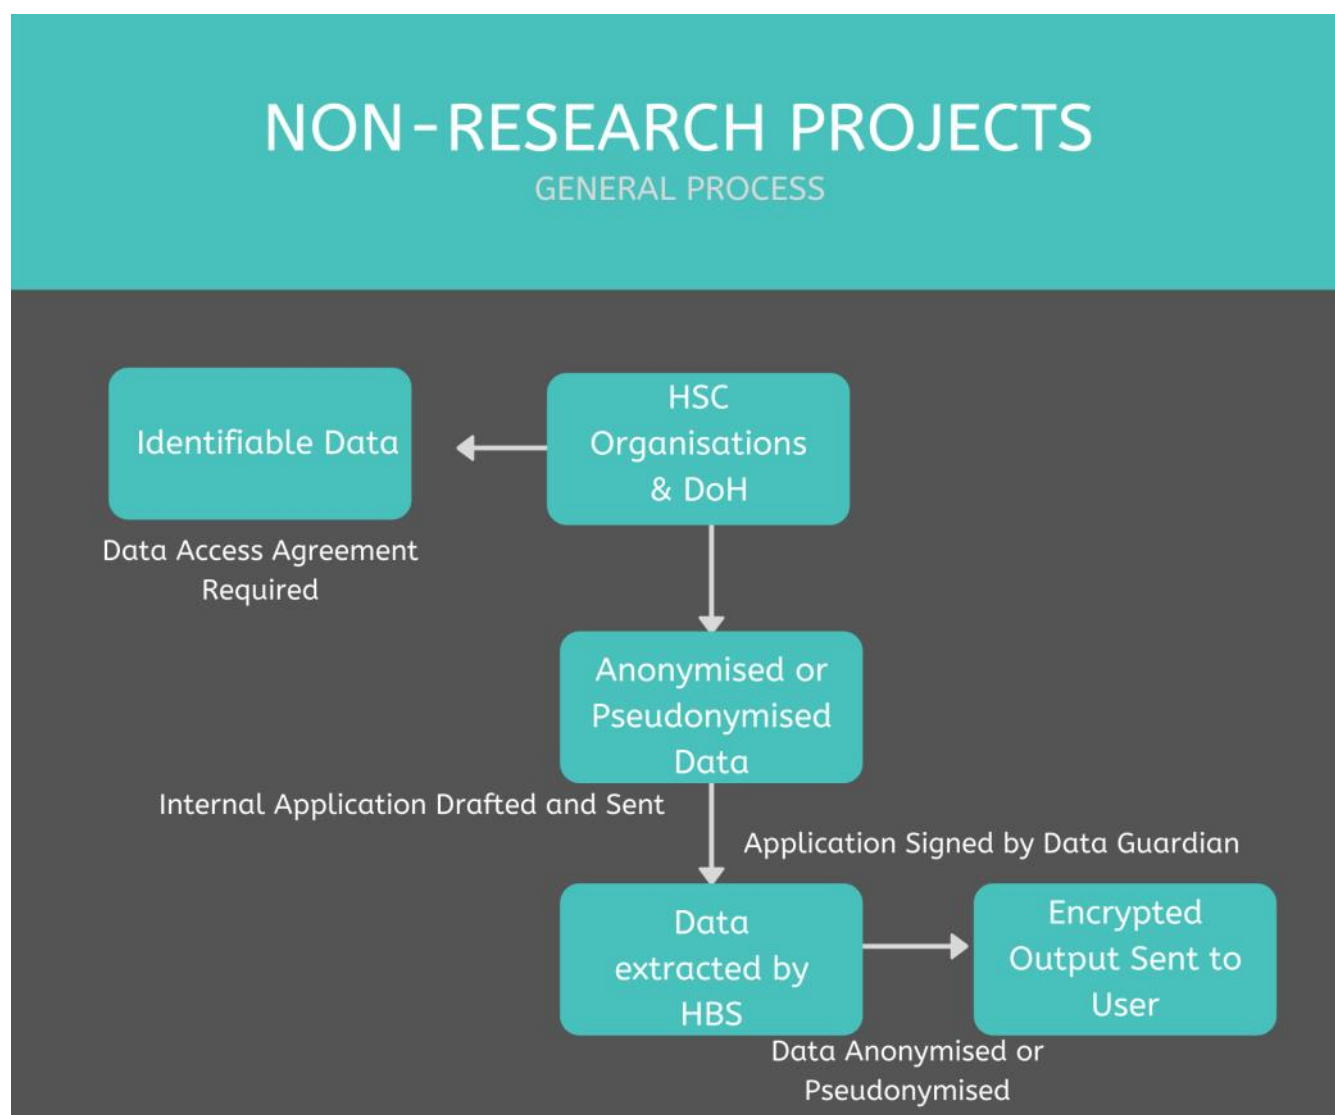 NON-RESEARCH PROJECTS
GENERAL PROCESS
Identifiable Data
HSC
Organisations
& DoH
Data Access Agreement
Required
Anonymised or
Pseudonymised
Data
Internal Application Drafted and Sent
Application Signed by Data Guardian
Data
extracted by
HBS
Encrypted
Output Sent to
User
Data Anonymised or
Pseudonymised